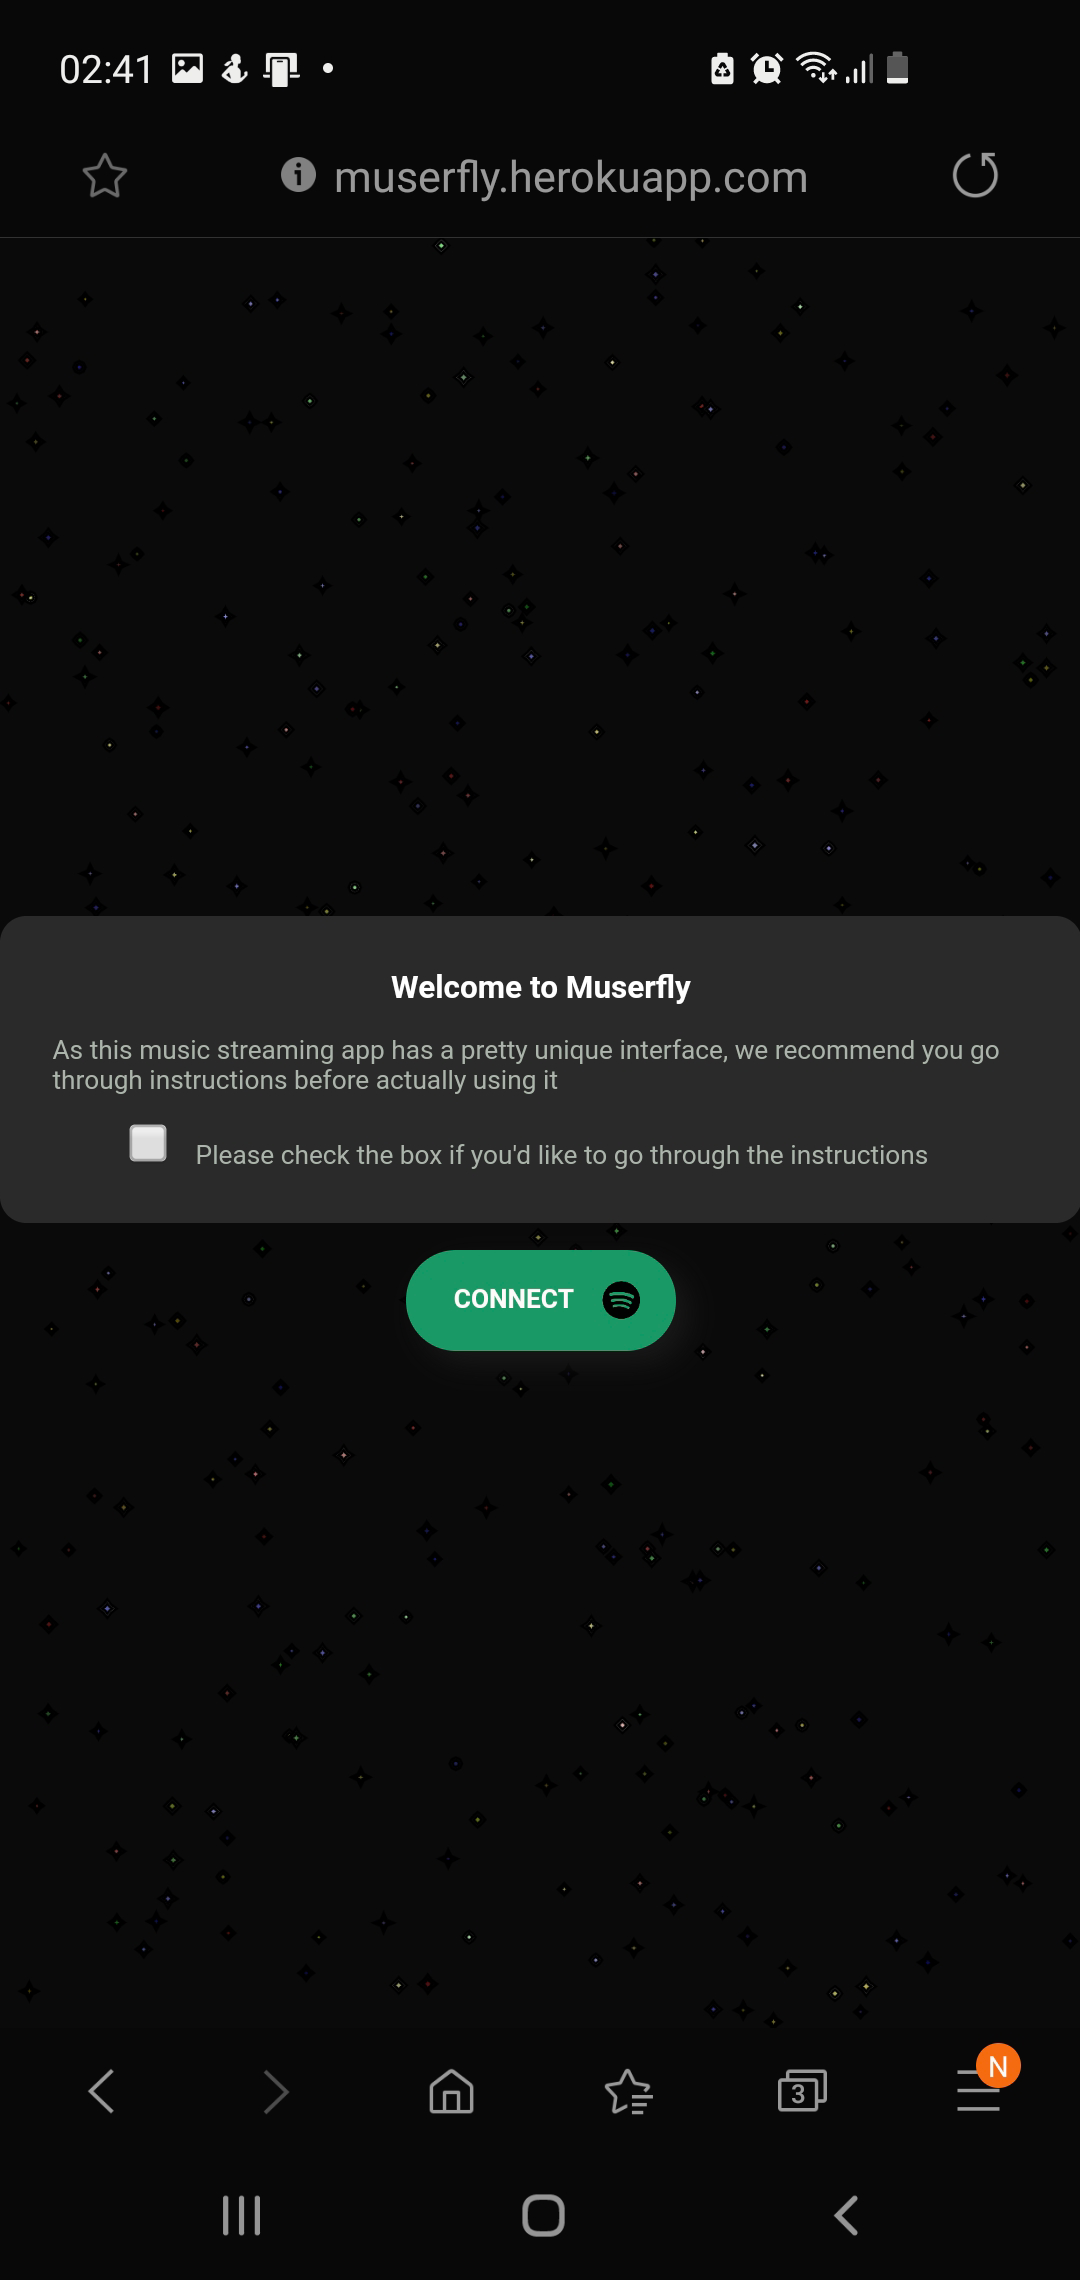 02:41
muserfly.herokuapp.com
Welcome to Muserfly
As this music streaming app has a pretty unique interface, we recommend you go
through instructions before actually using it
Please check the box if you'd like to go through the instructions
CONNECT
3
N